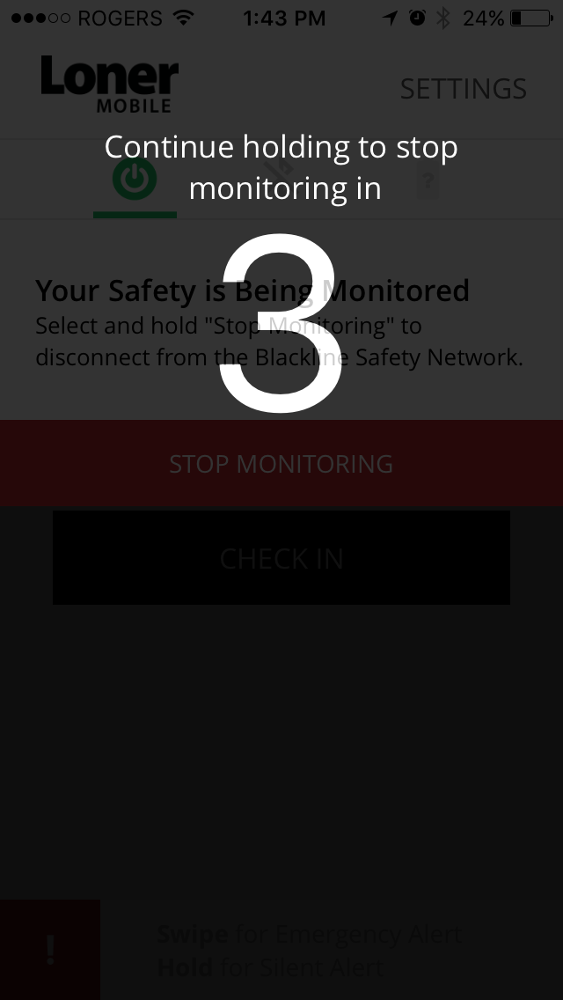 ROGERS 1:43 PM 24%
Loner
MOBILE
SETTINGS
Continue holding to stop
monitoring in
?
3
Your Safety is Being Monitored
Select and hold "Stop Monitoring" to
disconnect from the Blackline Safety Network.
STOP MONITORING
CHECK IN
!
Swipe for Emergency Alert
Hold for Silent Alert